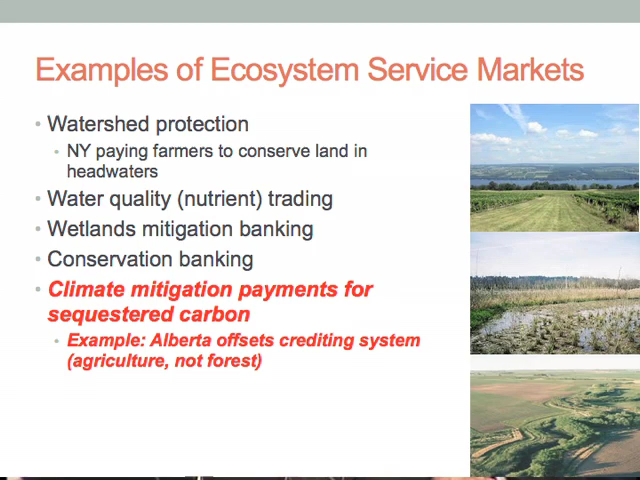 Examples of Ecosystem Service Markets
• Watershed protection
• NY paying farmers to conserve land in
headwaters
• Water quality (nutrient) trading
• Wetlands mitigation banking
• Conservation banking
• Climate mitigation payments for
sequestered carbon
• Example: Alberta offsets crediting system
(agriculture, not forest)